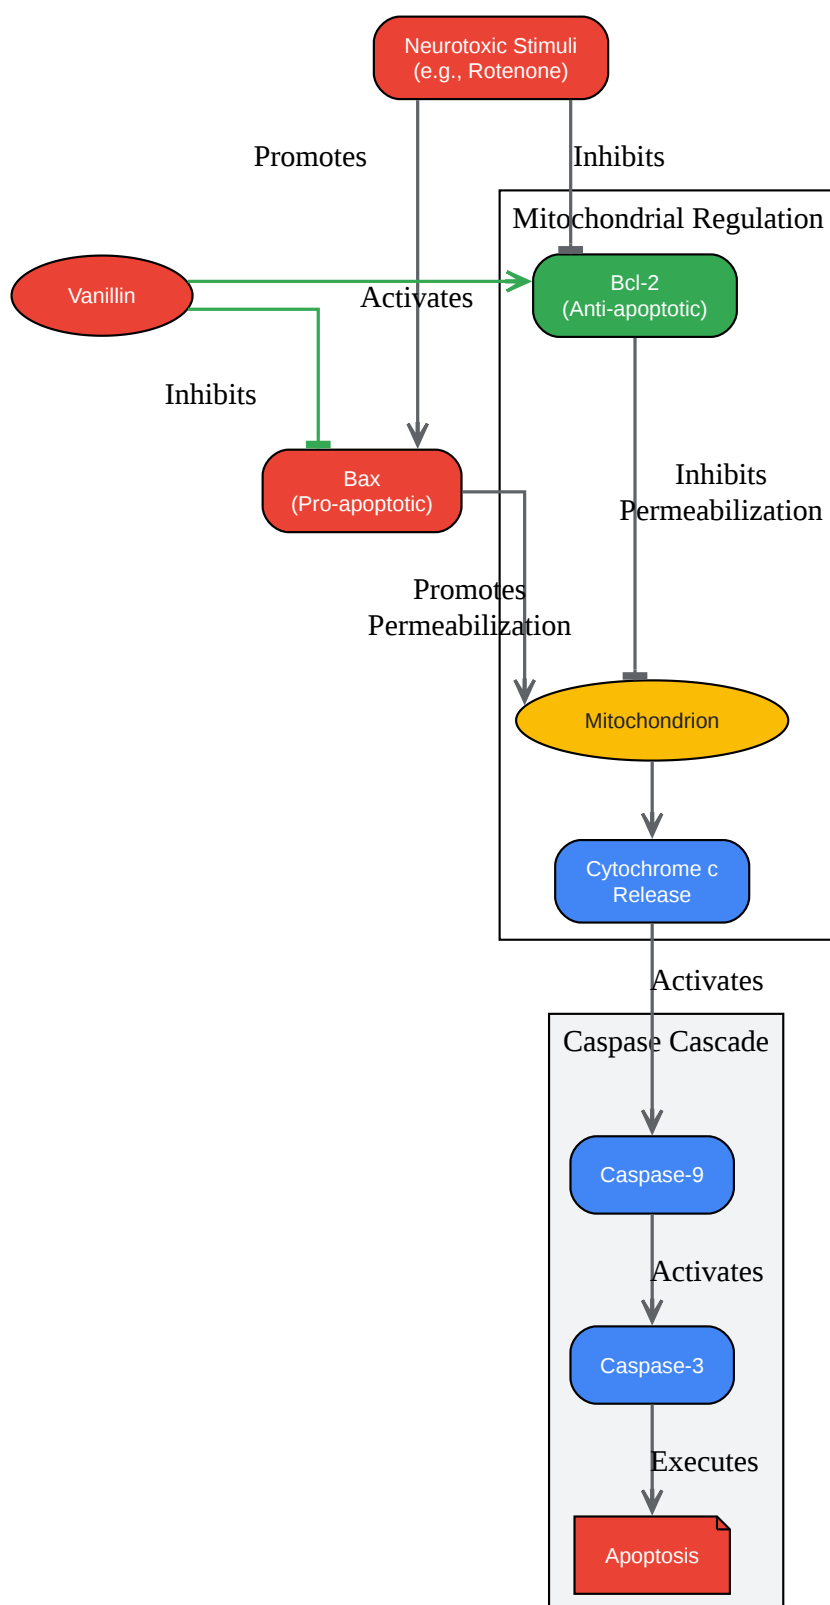 Neurotoxic Stimuli
(e.g., Rotenone)
Promotes
Inhibits
Mitochondrial Regulation
Vanillin
Activates
Bcl-2
(Anti-apoptotic)
Inhibits
Bax
(Pro-apoptotic)
Inhibits
Permeabilization
Promotes
Permeabilization
Mitochondrion
Cytochrome c
Release
Activates
Caspase Cascade
Caspase-9
Activates
Caspase-3
Executes
Apoptosis